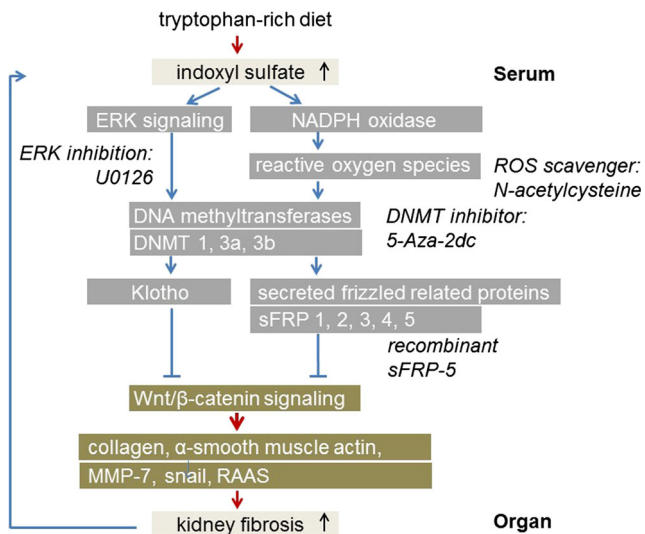 tryptophan-rich diet
indoxyl sulfate ↑
Serum
ERK signaling
NADPH oxidase
ERK inhibition:
U0126
reactive oxygen species
ROS scavenger:
N-acetylcysteine
DNA methyltransferases
DNMT 1, 3a, 3b
DNMT inhibitor:
5-Aza-2dc
Klotho
secreted frizzled related proteins
sFRP 1, 2, 3, 4, 5
recombinant
sFRP-5
Wnt/β-catenin signaling
collagen, α-smooth muscle actin,
MMP-7, snail, RAAS
kidney fibrosis ↑
Organ